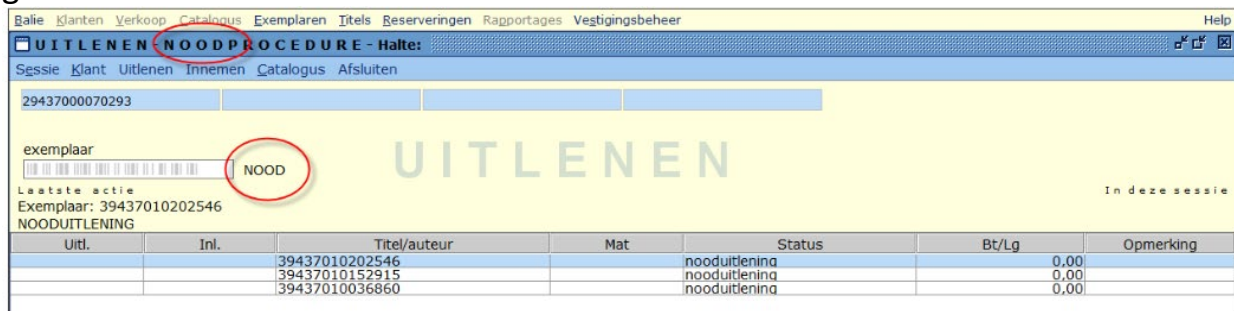 Balie Klanten Verkoop Catalogus Exemplaren Titels Reserveringen Rapportages Vestigingsbeheer Help
UITLENEN-NOODPROCEDURE - Halte:
Sessie Klant Uitlenen Innemen Catalogus Afsluiten
29437000070293
UITLENEN
exemplaar
NOOD
Laatste actie In deze sessie
Exemplaar: 39437010202546
NOODUITLENING
Uitl. Inl. Titel/auteur Mat Status Bt/Lg Opmerking
39437010202546 nooduitlening 0,00
39437010152915 nooduitlening 0,00
39437010036860 nooduitlening 0,00